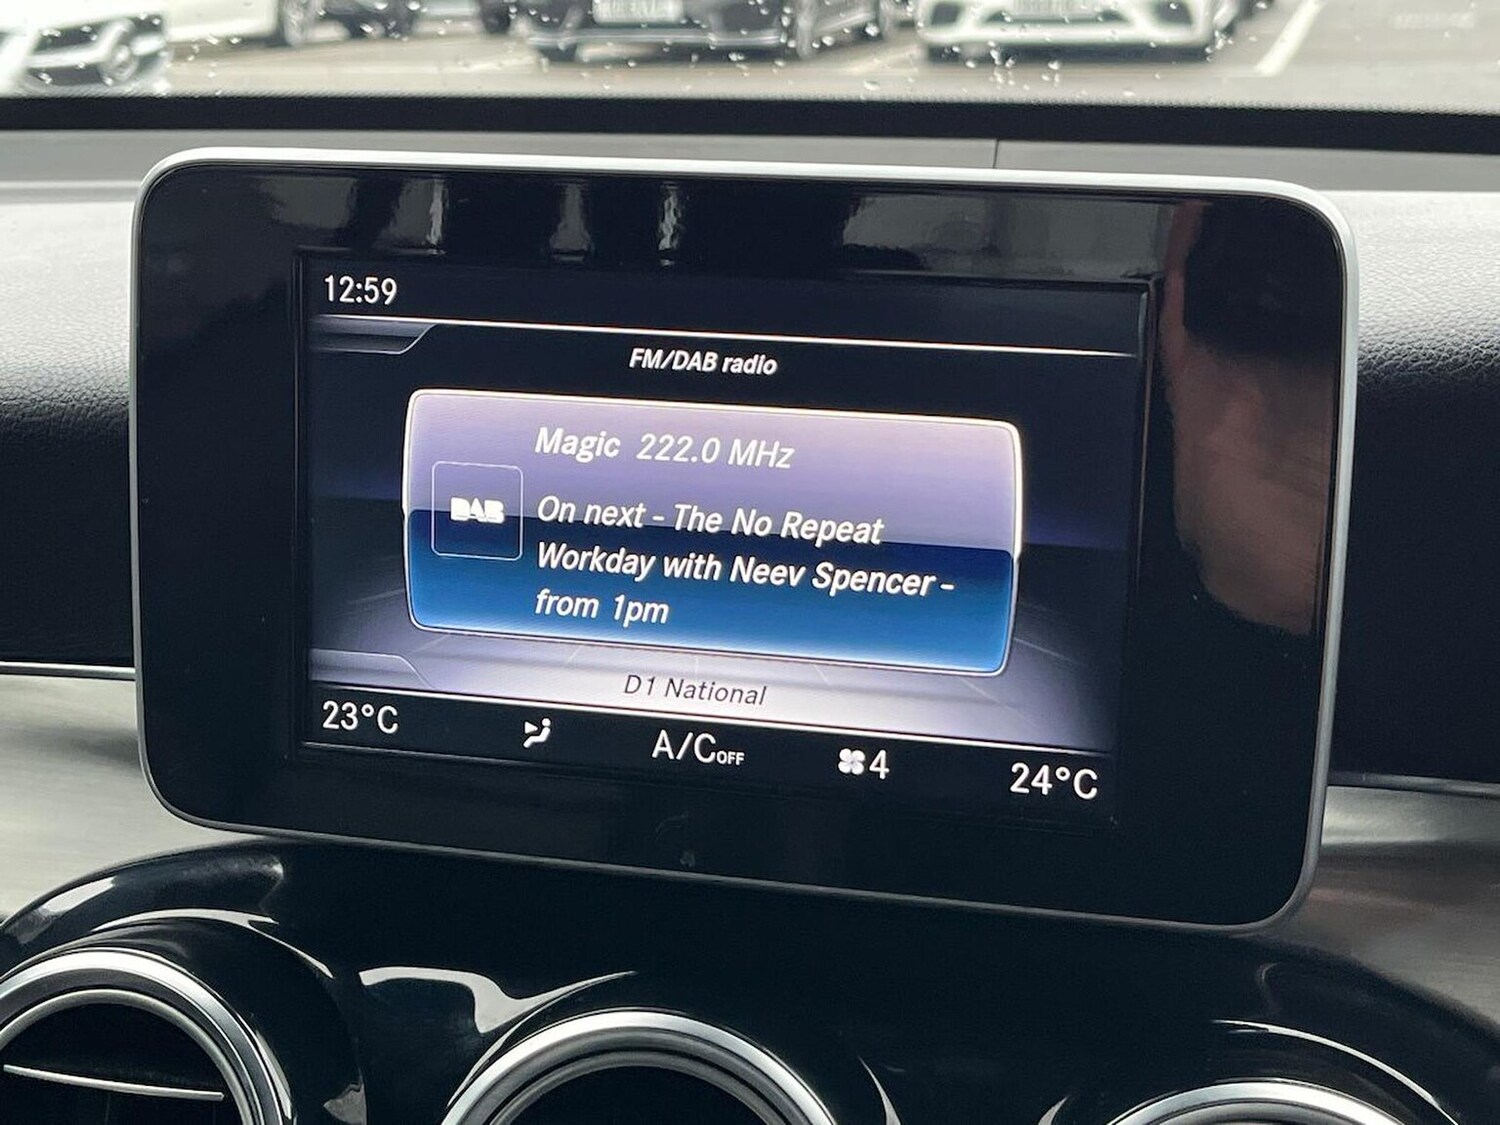 12:59
FM/DAB radio
Magic 222.0 MHz
DAB
On next - The No Repeat
Workday with Neev Spencer -
from 1pm
D1 National
23°C A/C OFF 4 24°C